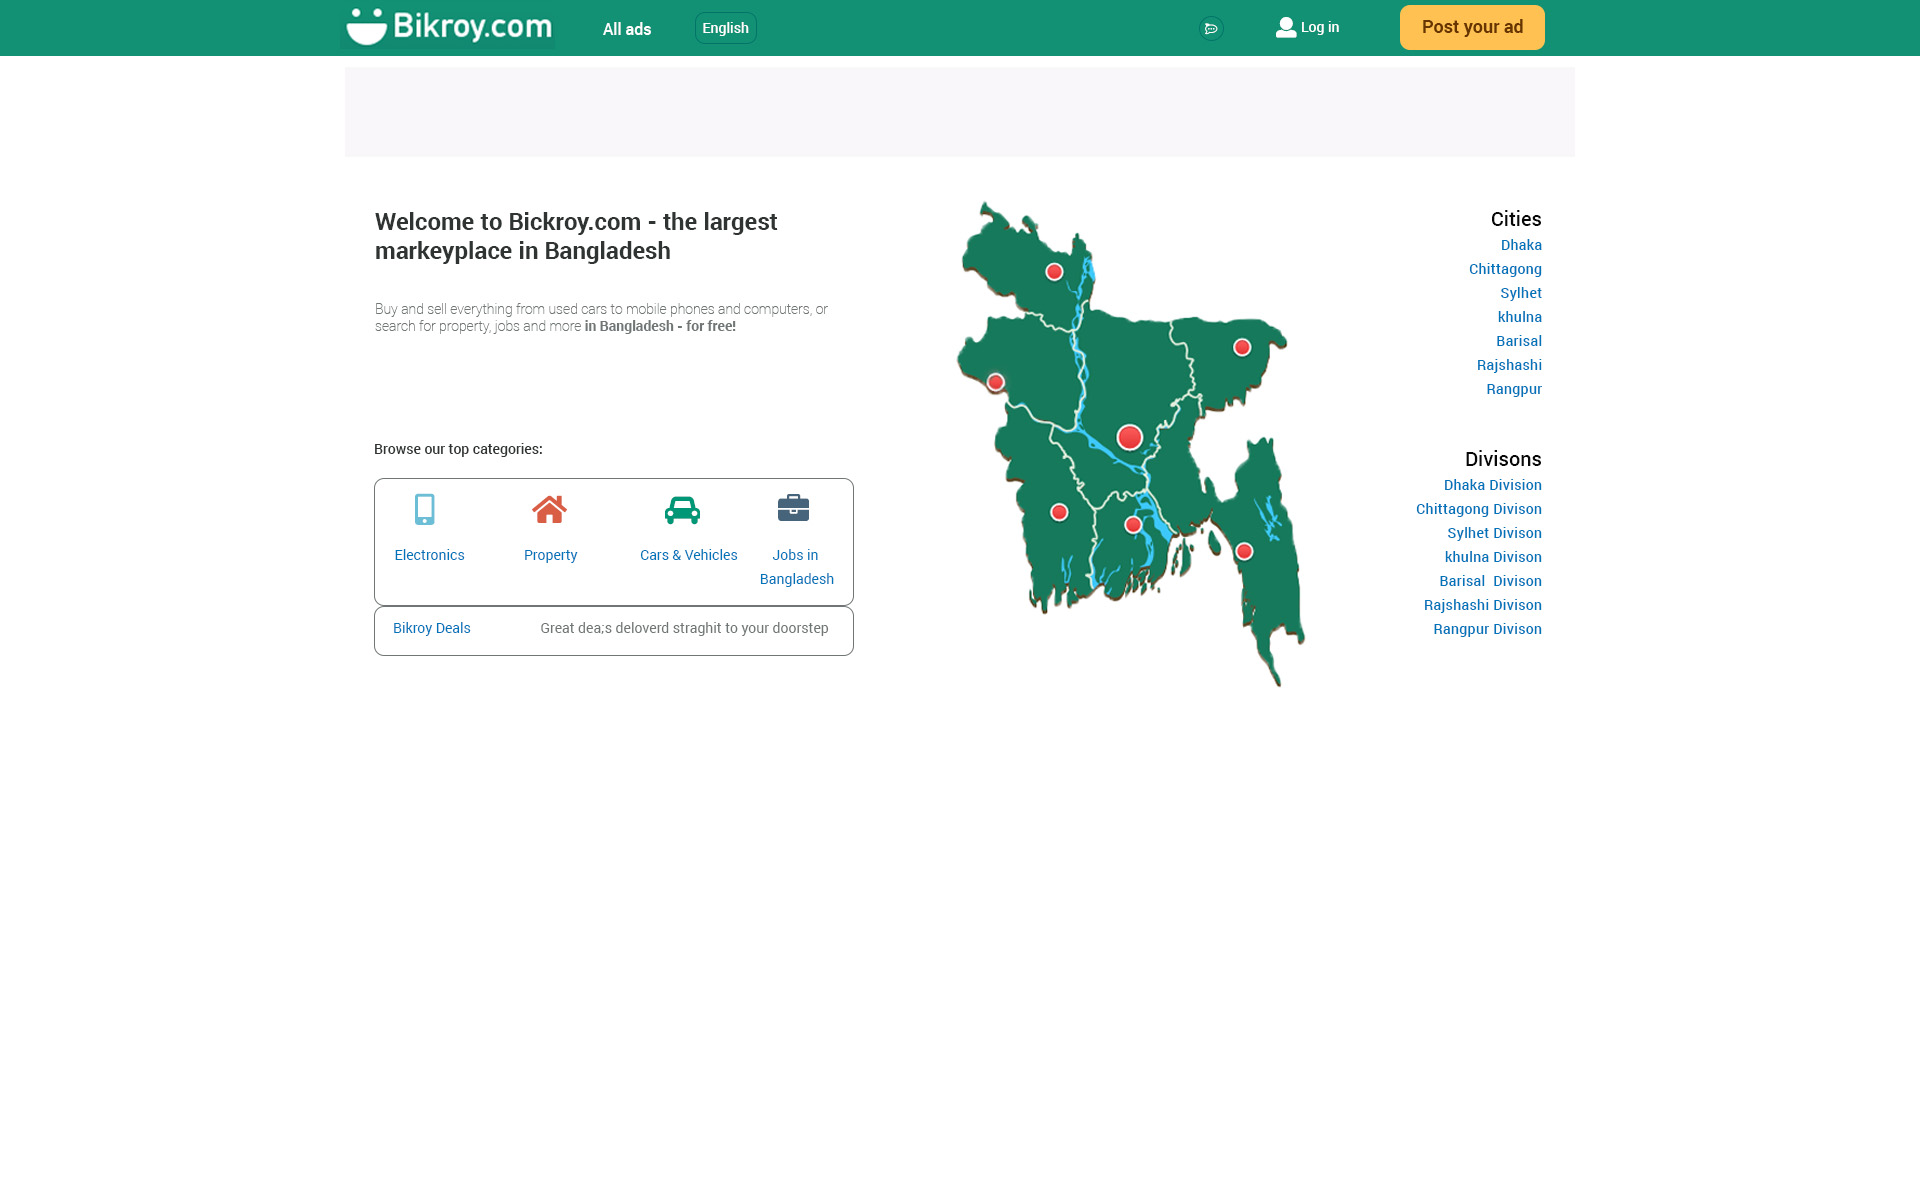 Bikroy.com
All ads
English
Log in
Post your ad
Welcome to Bickroy.com - the largest
markeyplace in Bangladesh
Buy and sell everything from used cars to mobile phones and computers, or
search for property, jobs and more in Bangladesh - for free!
Browse our top categories:
Electronics
Property
Cars & Vehicles
Jobs in
Bangladesh
Bikroy Deals
Great dea;s deloverd straghit to your doorstep
Cities
Dhaka
Chittagong
Sylhet
khulna
Barisal
Rajshashi
Rangpur
Divisons
Dhaka Division
Chittagong Divison
Sylhet Divison
khulna Divison
Barisal  Divison
Rajshashi Divison
Rangpur Divison